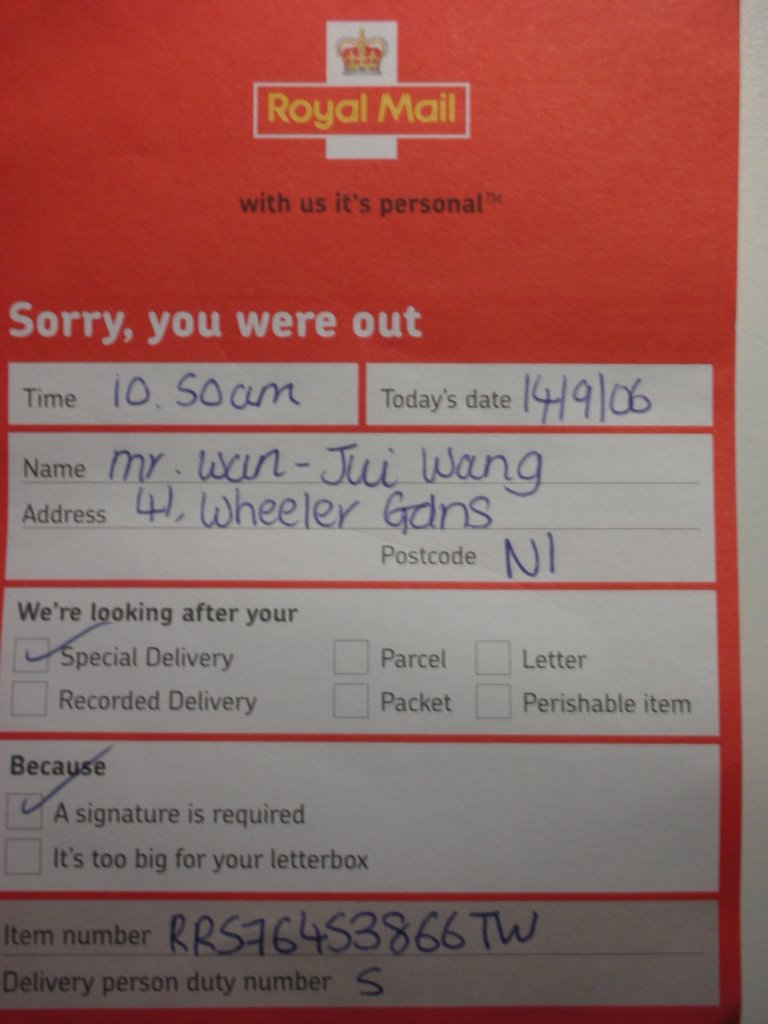 Royal Mail
with us it's personal™
Sorry, you were out
Time 10.50am Today's date 14/9/06
Name mr. wan-Jui Wang
Address 41, Wheeler Gdns
Postcode N1
We're looking after your
Special Delivery Parcel Letter
Recorded Delivery Packet Perishable item
Because
A signature is required
It's too big for your letterbox
Item number RR576453866TW
Delivery person duty number 5